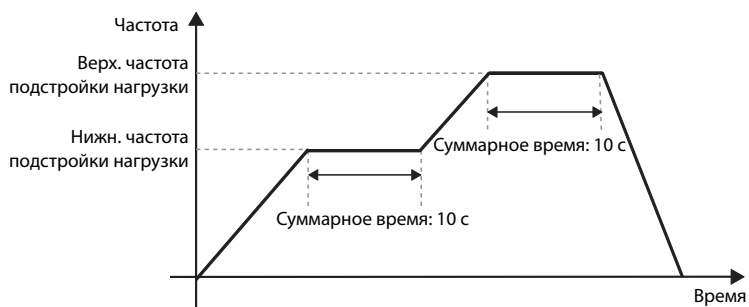 Частота
Верх. частота
подстройки нагрузки
Нижн. частота
подстройки нагрузки
Суммарное время: 10 с
Суммарное время: 10 с
Время